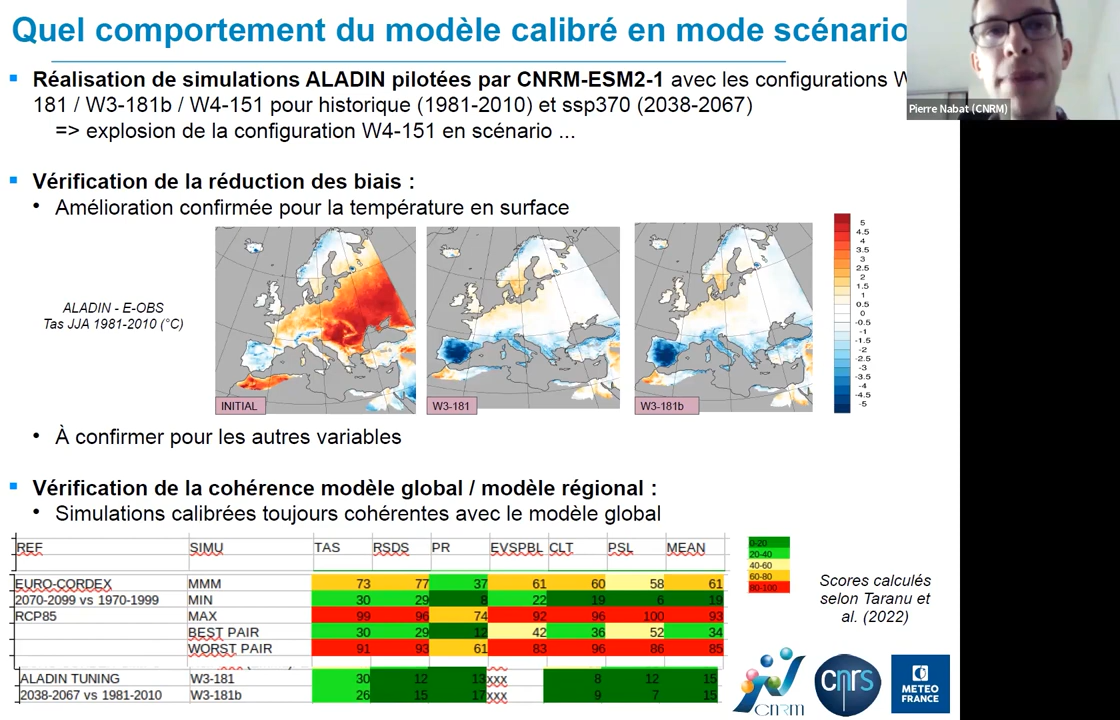 Quel comportement du modèle calibré en mode scénario
Pierre Nabat (CNRM)
▪ Réalisation de simulations ALADIN pilotées par CNRM-ESM2-1 avec les configurations W
181 / W3-181b / W4-151 pour historique (1981-2010) et ssp370 (2038-2067)
=> explosion de la configuration W4-151 en scénario ...
▪ Vérification de la réduction des biais :
• Amélioration confirmée pour la température en surface
ALADIN - E-OBS
Tas JJA 1981-2010 (°C)
INITIAL
W3-181
W3-181b
5
4.5
4
3.5
3
2.5
2
1.5
1
0.5
0
-0.5
-1
-1.5
-2
-2.5
-3
-3.5
-4
-4.5
-5
• À confirmer pour les autres variables
▪ Vérification de la cohérence modèle global / modèle régional :
• Simulations calibrées toujours cohérentes avec le modèle global
REF SIMU TAS RSDS PR EVSPBL CLT PSL MEAN
EURO-CORDEX MMM 73 77 37 61 60 58 61
2070-2099 vs 1970-1999 MIN 30 29 8 22 19 6 19
RCP85 MAX 99 96 74 92 96 100 93
BEST PAIR 30 29 12 42 36 52 34
WORST PAIR 91 93 61 83 96 86 85
ALADIN TUNING W3-181 30 12 13 xxx 8 12 15
2038-2067 vs 1981-2010 W3-181b 26 15 17 xxx 9 7 15
0-20
20-40
40-60
60-80
80-100
Scores calculés
selon Taranu et
al. (2022)
cnrm
cnrs
METEO
FRANCE